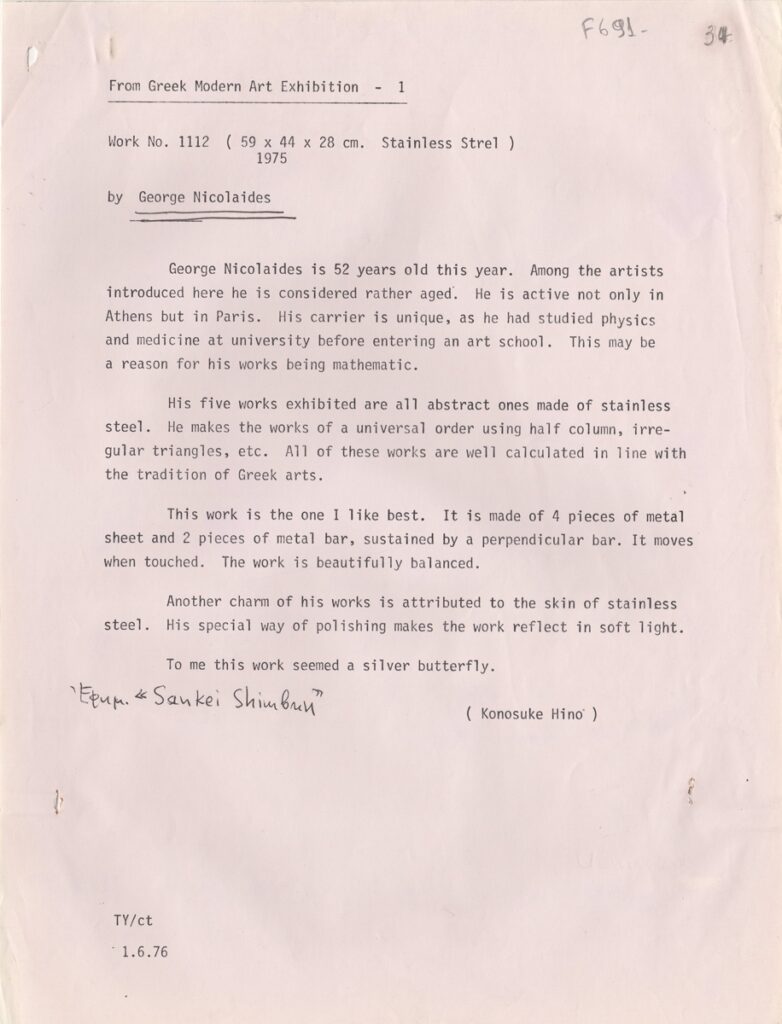 F691-
34
From Greek Modern Art Exhibition - 1
Work No. 1112 ( 59 x 44 x 28 cm. Stainless Strel )
1975
by George Nicolaides
George Nicolaides is 52 years old this year. Among the artists
introduced here he is considered rather aged. He is active not only in
Athens but in Paris. His carrier is unique, as he had studied physics
and medicine at university before entering an art school. This may be
a reason for his works being mathematic.
His five works exhibited are all abstract ones made of stainless
steel. He makes the works of a universal order using half column, irre-
gular triangles, etc. All of these works are well calculated in line with
the tradition of Greek arts.
This work is the one I like best. It is made of 4 pieces of metal
sheet and 2 pieces of metal bar, sustained by a perpendicular bar. It moves
when touched. The work is beautifully balanced.
Another charm of his works is attributed to the skin of stainless
steel. His special way of polishing makes the work reflect in soft light.
To me this work seemed a silver butterfly.
Ἐφημ. « Sankei Shimbun"
( Konosuke Hino )
TY/ct
1.6.76